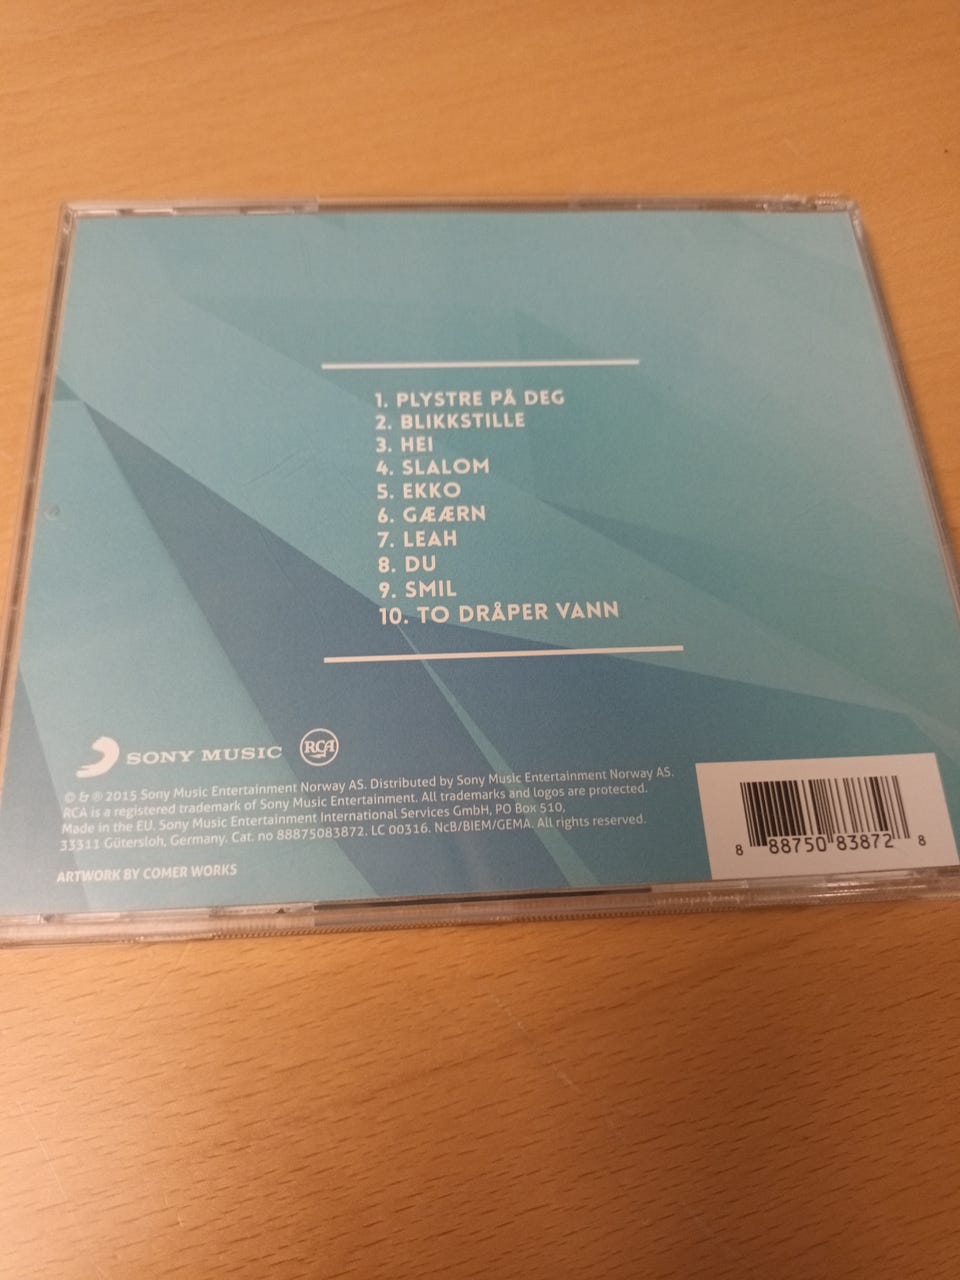 1. PLYSTRE PÅ DEG
2. BLIKKSTILLE
3. HEI
4. SLALOM
5. EKKO
6. GÆÆRN
7. LEAH
8. DU
9. SMIL
10. TO DRÅPER VANN
SONY MUSIC RCA
© & ℗ 2015 Sony Music Entertainment Norway AS. Distributed by Sony Music Entertainment Norway AS.
RCA is a registered trademark of Sony Music Entertainment. All trademarks and logos are protected.
Made in the EU. Sony Music Entertainment International Services GmbH, PO Box 510,
33311 Gütersloh, Germany. Cat. no 88875083872. LC 00316. NcB/BIEM/GEMA. All rights reserved.
ARTWORK BY COMER WORKS
8 88750 83872 8